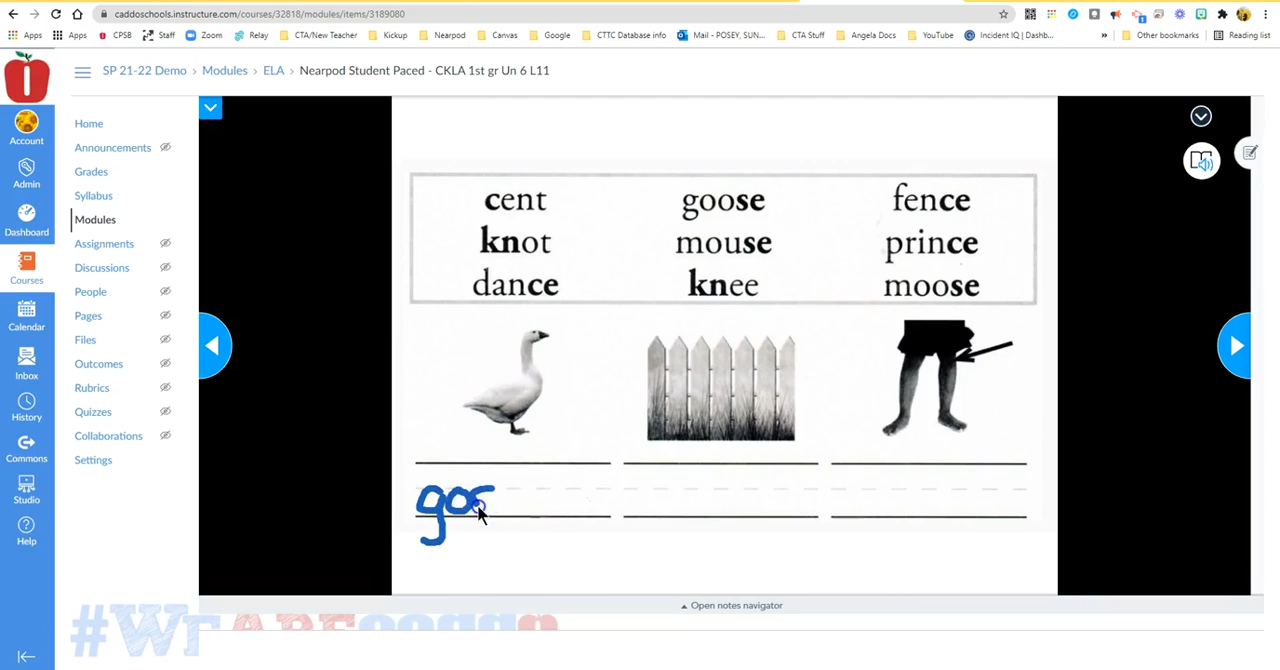 caddoschools.instructure.com/courses/32818/modules/items/3189080
Apps Apps CPSB Staff Zoom Relay CTA/New Teacher Kickup Nearpod Canvas Google CTTC Database info Mail - POSEY, SUN... CTA Stuff Angela Docs YouTube Incident IQ | Dashb... » Other bookmarks Reading list
SP 21-22 Demo > Modules > ELA > Nearpod Student Paced - CKLA 1st gr Un 6 L11
Account
Admin
Dashboard
Courses
Calendar
Inbox
History
Commons
Studio
Help
Home
Announcements
Grades
Syllabus
Modules
Assignments
Discussions
People
Pages
Files
Outcomes
Rubrics
Quizzes
Collaborations
Settings
cent goose fence
knot mouse prince
dance knee moose
go
Open notes navigator
#WEARE